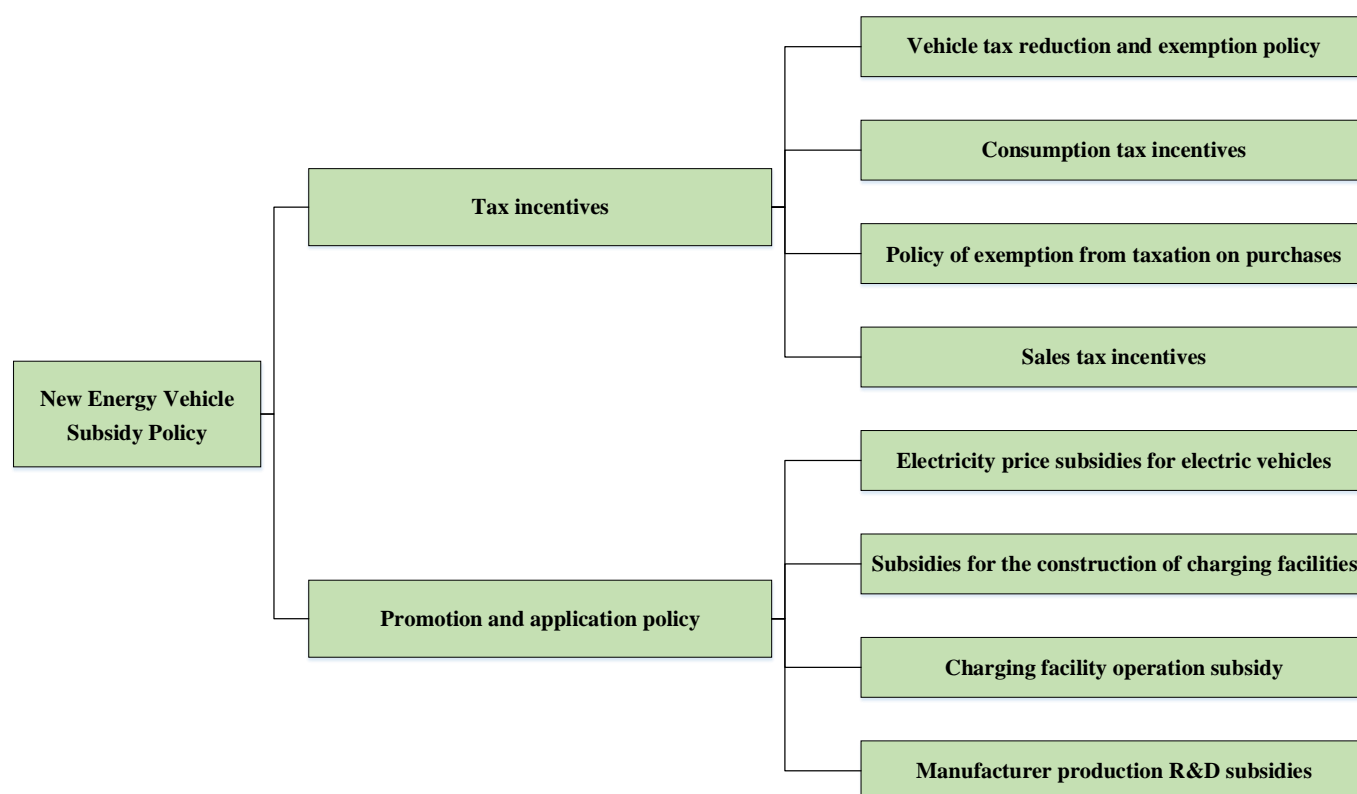 Vehicle tax reduction and exemption policy
Consumption tax incentives
Tax incentives
Policy of exemption from taxation on purchases
Sales tax incentives
New Energy Vehicle
Subsidy Policy
Electricity price subsidies for electric vehicles
Subsidies for the construction of charging facilities
Promotion and application policy
Charging facility operation subsidy
Manufacturer production R&D subsidies